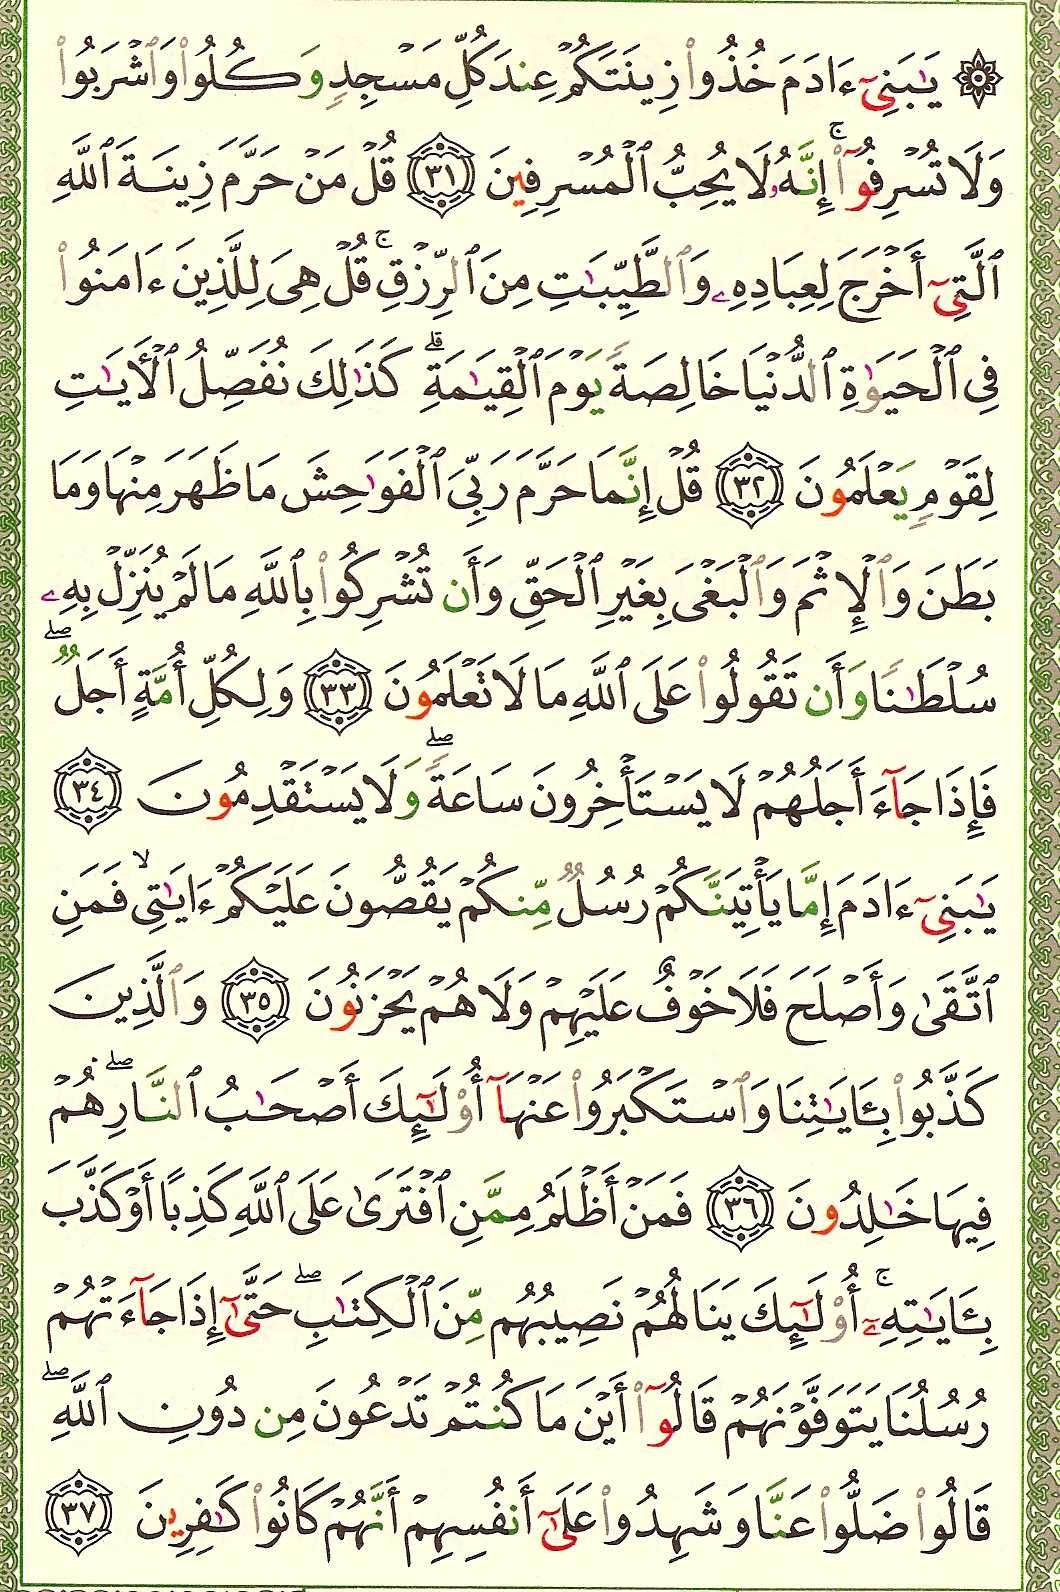 ۞ يَـٰبَنِىٓ ءَادَمَ خُذُوا۟ زِينَتَكُمْ عِندَ كُلِّ مَسْجِدٍ وَكُلُوا۟ وَٱشْرَبُوا۟
وَلَا تُسْرِفُوٓا۟ ۚ إِنَّهُۥ لَا يُحِبُّ ٱلْمُسْرِفِينَ ٣١ قُلْ مَنْ حَرَّمَ زِينَةَ ٱللَّهِ
ٱلَّتِىٓ أَخْرَجَ لِعِبَادِهِۦ وَٱلطَّيِّبَـٰتِ مِنَ ٱلرِّزْقِ ۚ قُلْ هِىَ لِلَّذِينَ ءَامَنُوا۟
فِى ٱلْحَيَوٰةِ ٱلدُّنْيَا خَالِصَةً يَوْمَ ٱلْقِيَـٰمَةِ ۗ كَذَٰلِكَ نُفَصِّلُ ٱلْـَٔايَـٰتِ
لِقَوْمٍ يَعْلَمُونَ ٣٢ قُلْ إِنَّمَا حَرَّمَ رَبِّىَ ٱلْفَوَٰحِشَ مَا ظَهَرَ مِنْهَا وَمَا
بَطَنَ وَٱلْإِثْمَ وَٱلْبَغْىَ بِغَيْرِ ٱلْحَقِّ وَأَن تُشْرِكُوا۟ بِٱللَّهِ مَا لَمْ يُنَزِّلْ بِهِۦ
سُلْطَـٰنًا وَأَن تَقُولُوا۟ عَلَى ٱللَّهِ مَا لَا تَعْلَمُونَ ٣٣ وَلِكُلِّ أُمَّةٍ أَجَلٌ ۖ
فَإِذَا جَآءَ أَجَلُهُمْ لَا يَسْتَأْخِرُونَ سَاعَةً ۖ وَلَا يَسْتَقْدِمُونَ ٣٤
يَـٰبَنِىٓ ءَادَمَ إِمَّا يَأْتِيَنَّكُمْ رُسُلٌ مِّنكُمْ يَقُصُّونَ عَلَيْكُمْ ءَايَـٰتِى ۙ فَمَنِ
ٱتَّقَىٰ وَأَصْلَحَ فَلَا خَوْفٌ عَلَيْهِمْ وَلَا هُمْ يَحْزَنُونَ ٣٥ وَٱلَّذِينَ
كَذَّبُوا۟ بِـَٔايَـٰتِنَا وَٱسْتَكْبَرُوا۟ عَنْهَآ أُو۟لَـٰٓئِكَ أَصْحَـٰبُ ٱلنَّارِ ۖ هُمْ
فِيهَا خَـٰلِدُونَ ٣٦ فَمَنْ أَظْلَمُ مِمَّنِ ٱفْتَرَىٰ عَلَى ٱللَّهِ كَذِبًا أَوْ كَذَّبَ
بِـَٔايَـٰتِهِۦٓ ۚ أُو۟لَـٰٓئِكَ يَنَالُهُمْ نَصِيبُهُم مِّنَ ٱلْكِتَـٰبِ ۖ حَتَّىٰٓ إِذَا جَآءَتْهُمْ
رُسُلُنَا يَتَوَفَّوْنَهُمْ قَالُوٓا۟ أَيْنَ مَا كُنتُمْ تَدْعُونَ مِن دُونِ ٱللَّهِ ۖ
قَالُوا۟ ضَلُّوا۟ عَنَّا وَشَهِدُوا۟ عَلَىٰٓ أَنفُسِهِمْ أَنَّهُمْ كَانُوا۟ كَـٰفِرِينَ ٣٧